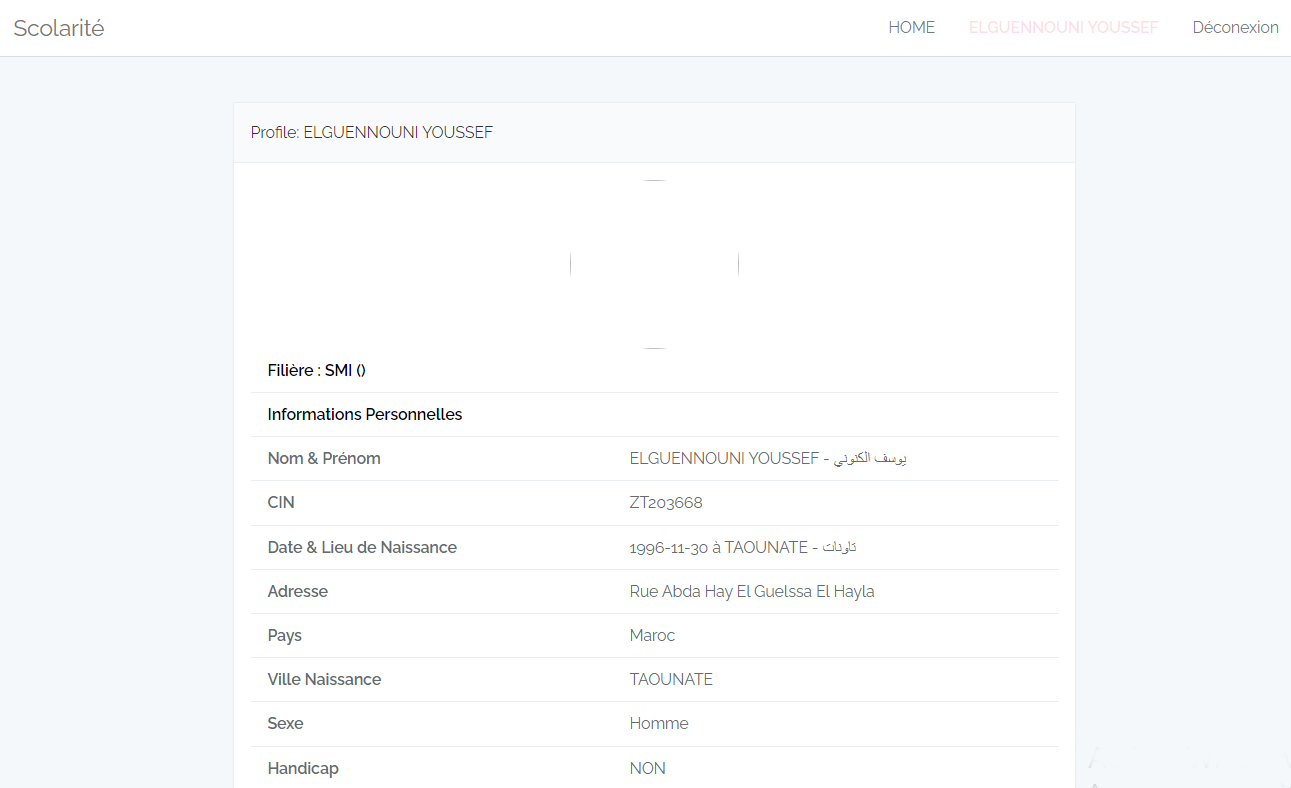 Scolarité HOME ELGUENNOUNI YOUSSEF Déconexion
Profile: ELGUENNOUNI YOUSSEF
Filière : SMI ()
Informations Personnelles
Nom & Prénom ELGUENNOUNI YOUSSEF - يوسف الكنوني
CIN ZT203668
Date & Lieu de Naissance 1996-11-30 à TAOUNATE - تاونات
Adresse Rue Abda Hay El Guelssa El Hayla
Pays Maroc
Ville Naissance TAOUNATE
Sexe Homme
Handicap NON